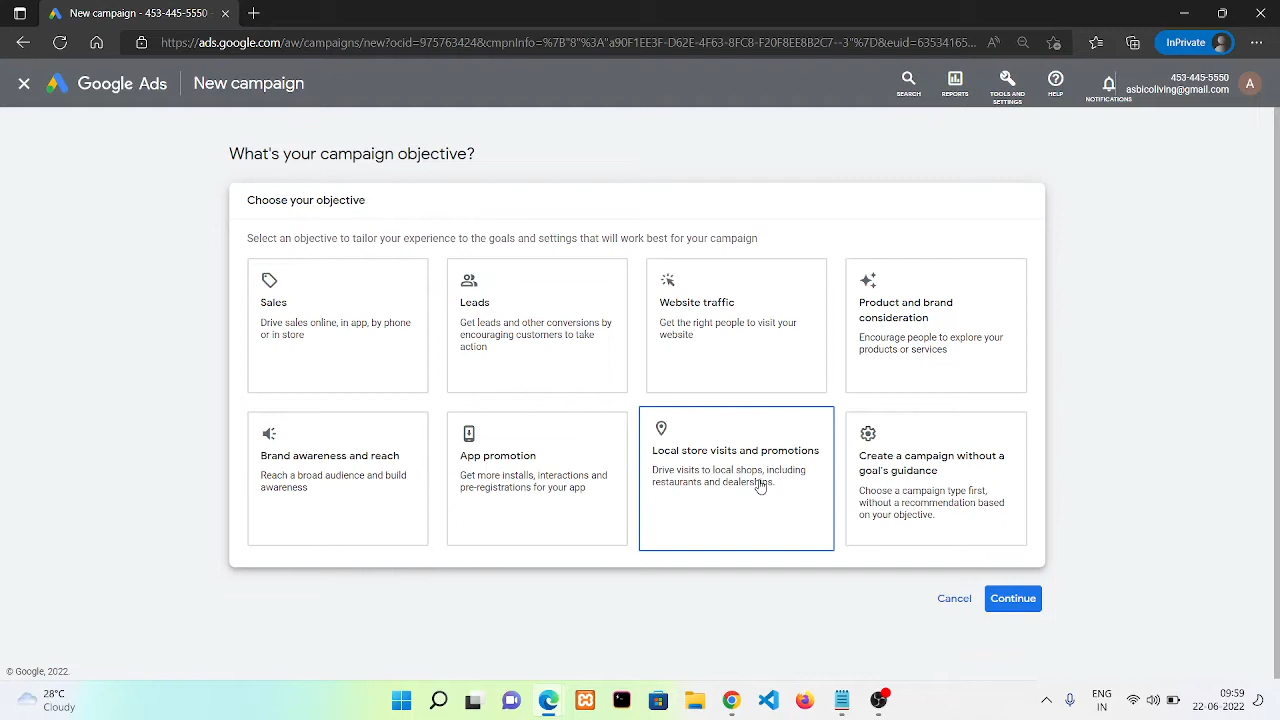 New campaign - 453-445-5550 -
https://ads.google.com/aw/campaigns/new?ocid=975763424&cmpnInfo=%7B"8"%3A"a90F1EE3F-D62E-4F63-8FC8-F20F8EE8B2C7--3"%7D&euid=63534165...
InPrivate
Google Ads
New campaign
SEARCH
REPORTS
TOOLS AND
SETTINGS
HELP
NOTIFICATIONS
453-445-5550
asbicoliving@gmail.com
A
What's your campaign objective?
Choose your objective
Select an objective to tailor your experience to the goals and settings that will work best for your campaign
Sales
Drive sales online, in app, by phone
or in store
Leads
Get leads and other conversions by
encouraging customers to take
action
Website traffic
Get the right people to visit your
website
Product and brand
consideration
Encourage people to explore your
products or services
Brand awareness and reach
Reach a broad audience and build
awareness
App promotion
Get more installs, interactions and
pre-registrations for your app
Local store visits and promotions
Drive visits to local shops, including
restaurants and dealerships.
Create a campaign without a
goal's guidance
Choose a campaign type first,
without a recommendation based
on your objective.
Cancel
Continue
© Google, 2022.
28°C
Cloudy
ENG
IN
09:59
22-06-2022